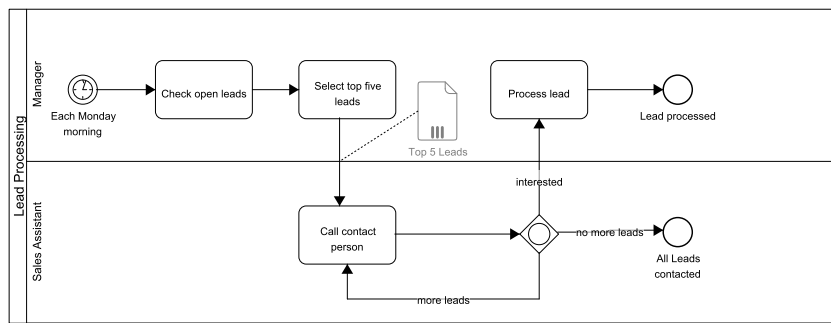 Lead Processing
Manager
Each Monday
morning
Check open leads
Select top five
leads
Top 5 Leads
Process lead
Lead processed
interested
Sales Assistant
Call contact
person
no more leads
All Leads
contacted
more leads